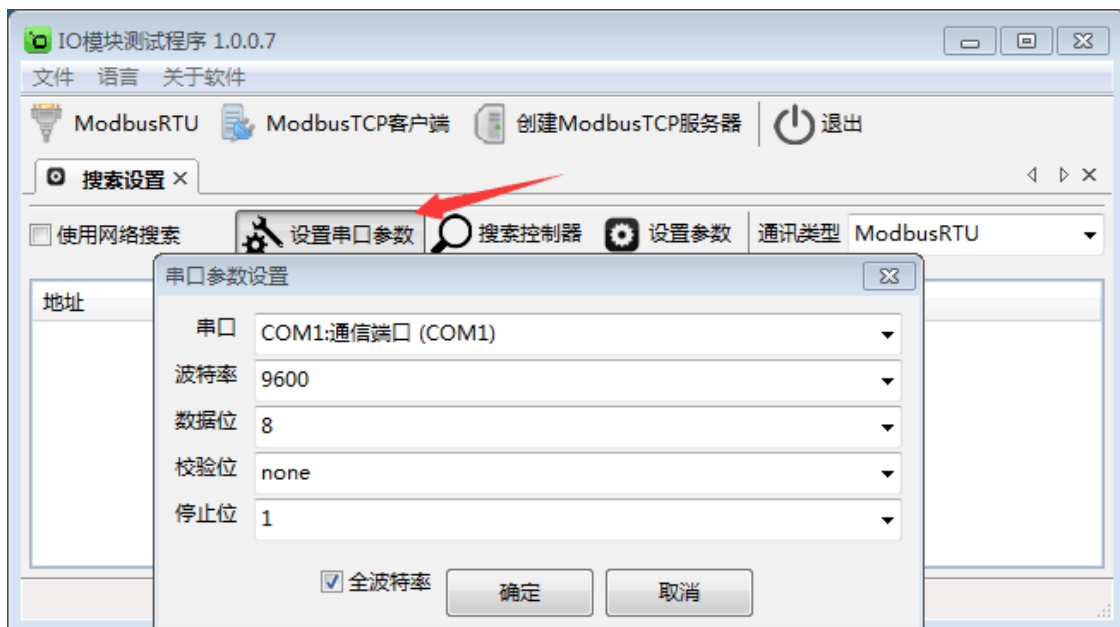 IO模块测试程序 1.0.0.7
文件 语言 关于软件
ModbusRTU ModbusTCP客户端 创建ModbusTCP服务器 退出
搜索设置
使用网络搜索 设置串口参数 搜索控制器 设置参数 通讯类型 ModbusRTU
串口参数设置
地址
串口 COM1:通信端口 (COM1)
波特率 9600
数据位 8
校验位 none
停止位 1
全波特率 确定 取消